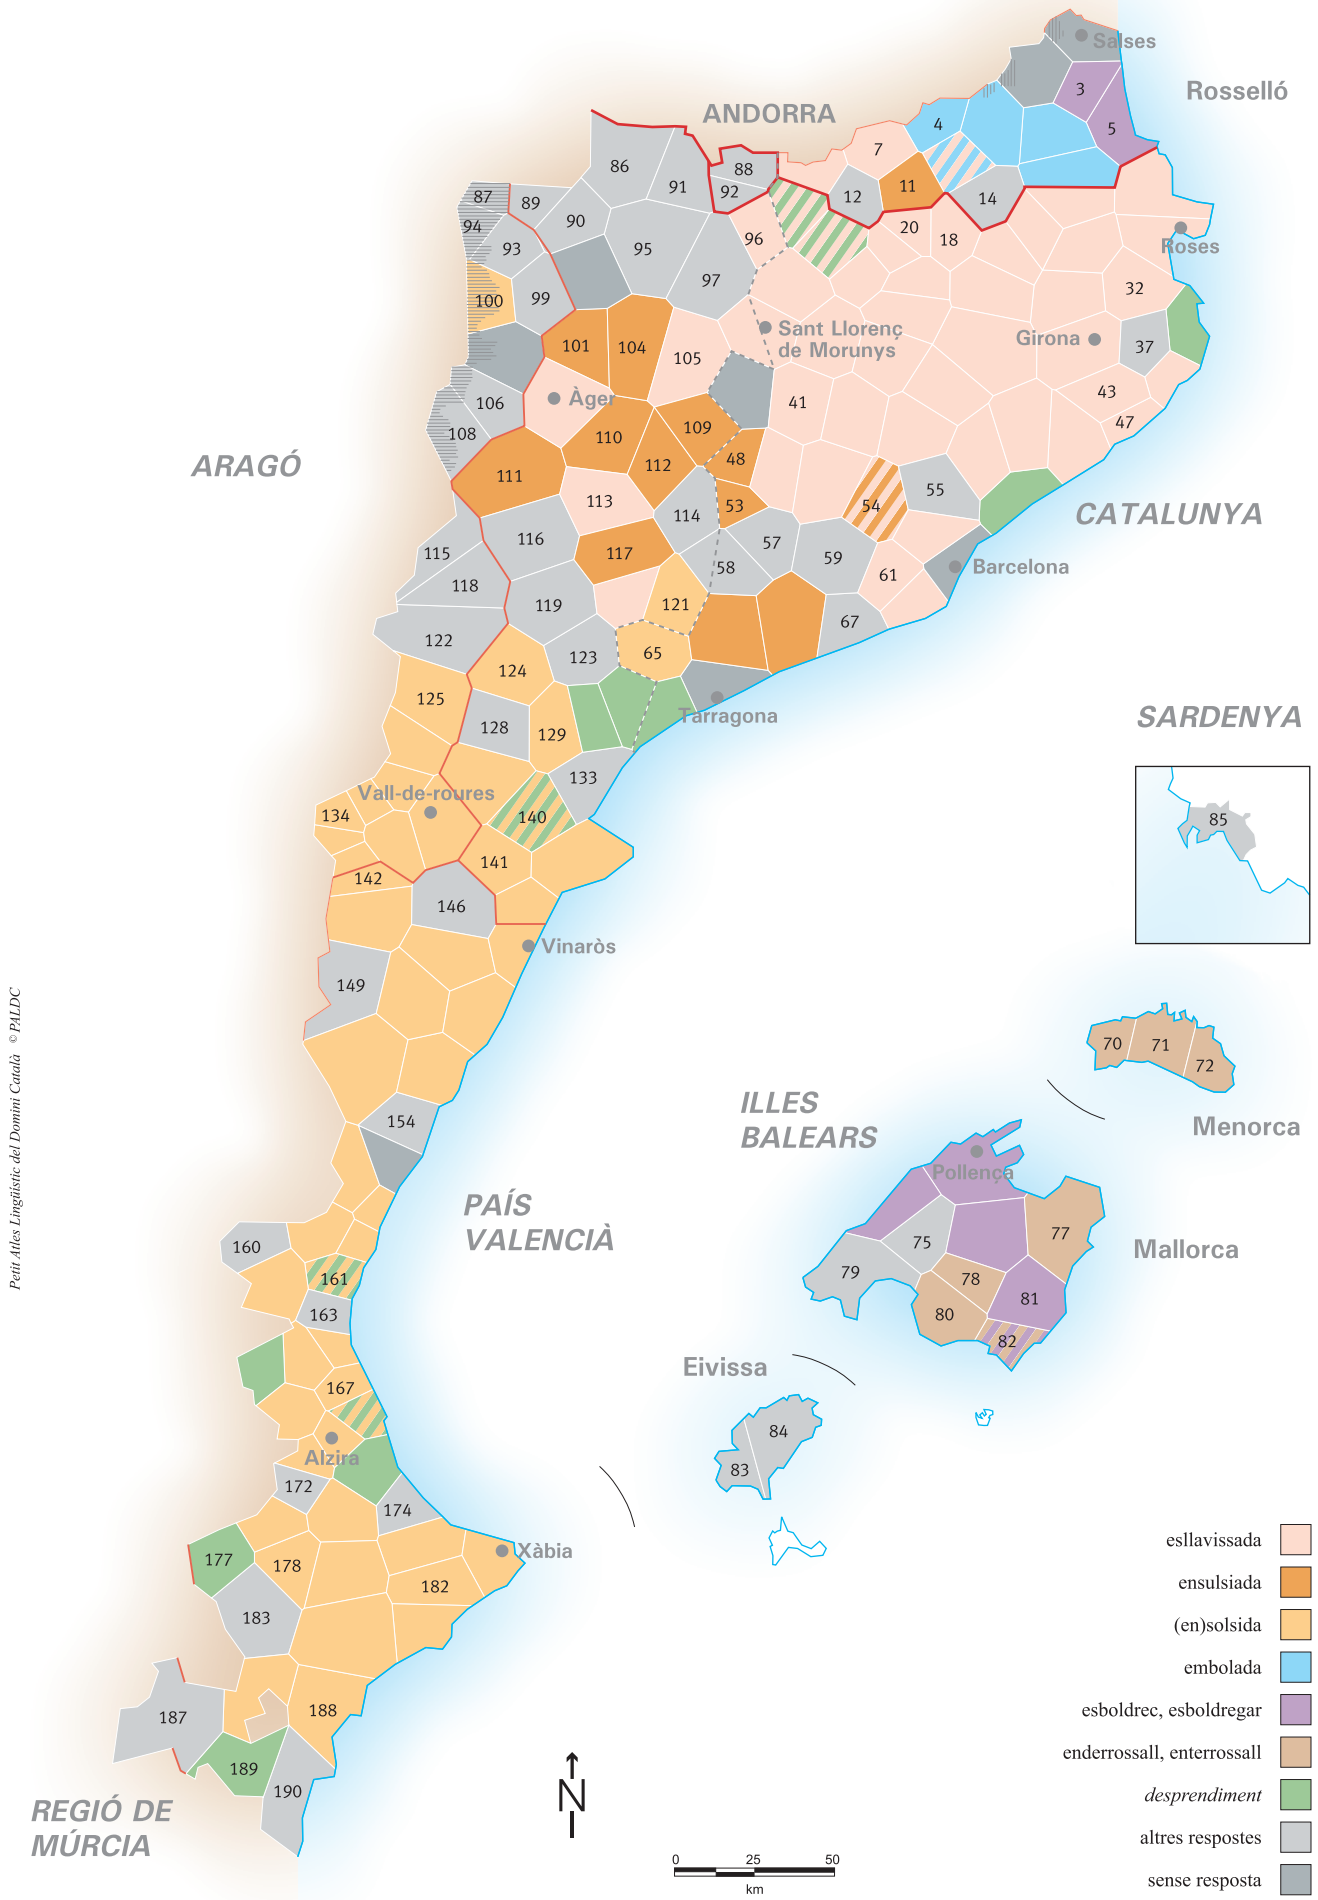 Salses
Rosselló
3
ANDORRA
4
5
7
86
88
11
91
12
92
14
87
89
90
20
94
96
18
Roses
93
95
97
32
100
99
Sant Llorenç
de Morunys
Girona
101
104
37
105
Àger
43
106
41
47
109
108
110
ARAGÓ
48
112
111
55
113
53
54
114
CATALUNYA
116
57
115
117
59
58
Barcelona
118
61
119
121
67
122
65
123
124
125
Tarragona
SARDENYA
128
129
133
Vall-de-roures
134
140
85
141
142
146
Vinaròs
149
70
71
72
ILLES
BALEARS
154
Menorca
Pollença
PAÍS
VALENCIÀ
77
75
160
Mallorca
79
78
161
81
163
80
82
Eivissa
167
84
Alzira
83
172
174
Xàbia
177
178
182
183
188
187
189
190
REGIÓ DE
MÚRCIA
N
0 25 50
km
esllavissada
ensulsiada
(en)solsida
embolada
esboldrec, esboldregar
enderrossall, enterrossall
desprendiment
altres respostes
sense resposta
Petit Atles Lingüístic del Domini Català © PALDC